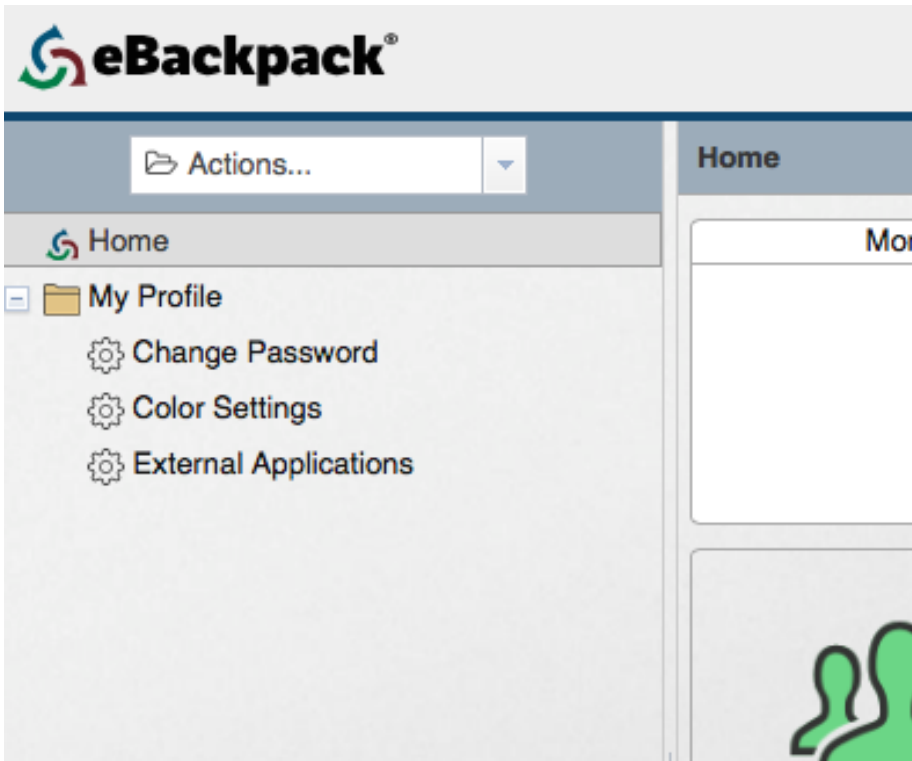 eBackpack®
Actions...
Home
Home
My Profile
Change Password
Color Settings
External Applications